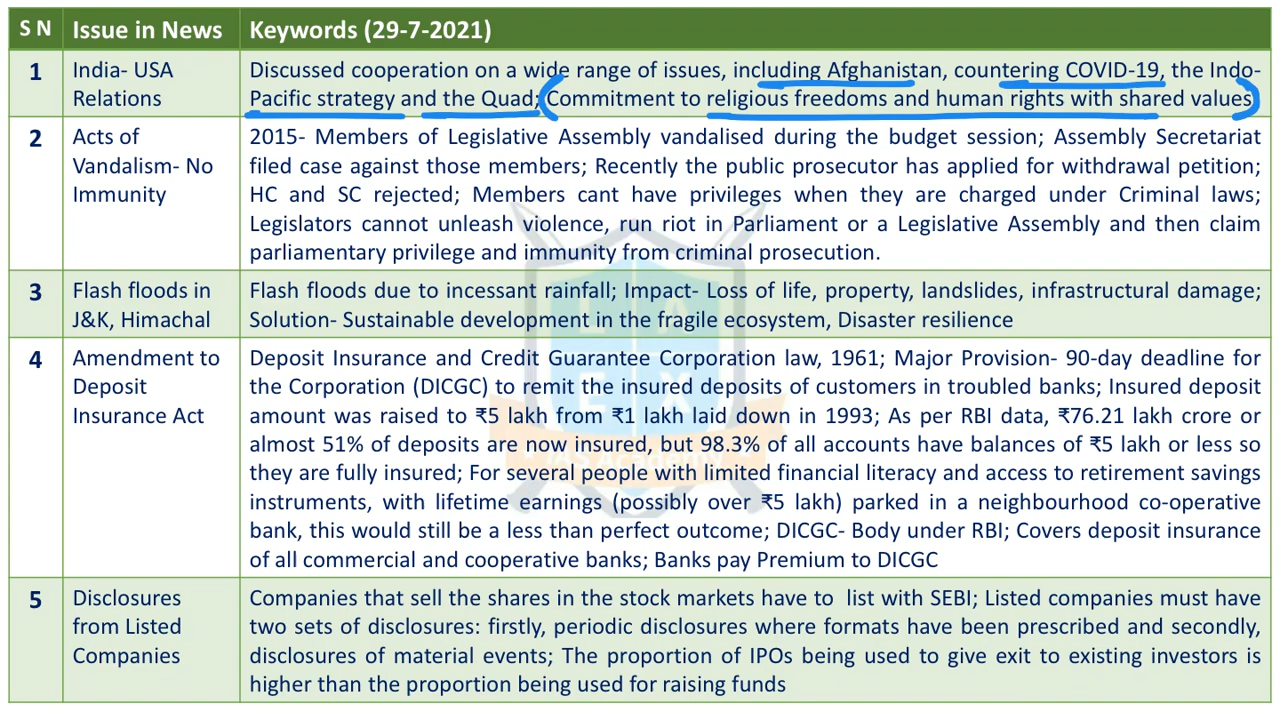 S N Issue in News Keywords (29-7-2021)
1 India- USA Relations
Discussed cooperation on a wide range of issues, including Afghanistan, countering COVID-19, the Indo-
Pacific strategy and the Quad; Commitment to religious freedoms and human rights with shared values
2 Acts of Vandalism- No Immunity
2015- Members of Legislative Assembly vandalised during the budget session; Assembly Secretariat
filed case against those members; Recently the public prosecutor has applied for withdrawal petition;
HC and SC rejected; Members cant have privileges when they are charged under Criminal laws;
Legislators cannot unleash violence, run riot in Parliament or a Legislative Assembly and then claim
parliamentary privilege and immunity from criminal prosecution.
3 Flash floods in J&K, Himachal
Flash floods due to incessant rainfall; Impact- Loss of life, property, landslides, infrastructural damage;
Solution- Sustainable development in the fragile ecosystem, Disaster resilience
4 Amendment to Deposit Insurance Act
Deposit Insurance and Credit Guarantee Corporation law, 1961; Major Provision- 90-day deadline for
the Corporation (DICGC) to remit the insured deposits of customers in troubled banks; Insured deposit
amount was raised to ₹5 lakh from ₹1 lakh laid down in 1993; As per RBI data, ₹76.21 lakh crore or
almost 51% of deposits are now insured, but 98.3% of all accounts have balances of ₹5 lakh or less so
they are fully insured; For several people with limited financial literacy and access to retirement savings
instruments, with lifetime earnings (possibly over ₹5 lakh) parked in a neighbourhood co-operative
bank, this would still be a less than perfect outcome; DICGC- Body under RBI; Covers deposit insurance
of all commercial and cooperative banks; Banks pay Premium to DICGC
5 Disclosures from Listed Companies
Companies that sell the shares in the stock markets have to list with SEBI; Listed companies must have
two sets of disclosures: firstly, periodic disclosures where formats have been prescribed and secondly,
disclosures of material events; The proportion of IPOs being used to give exit to existing investors is
higher than the proportion being used for raising funds
IAS Academy